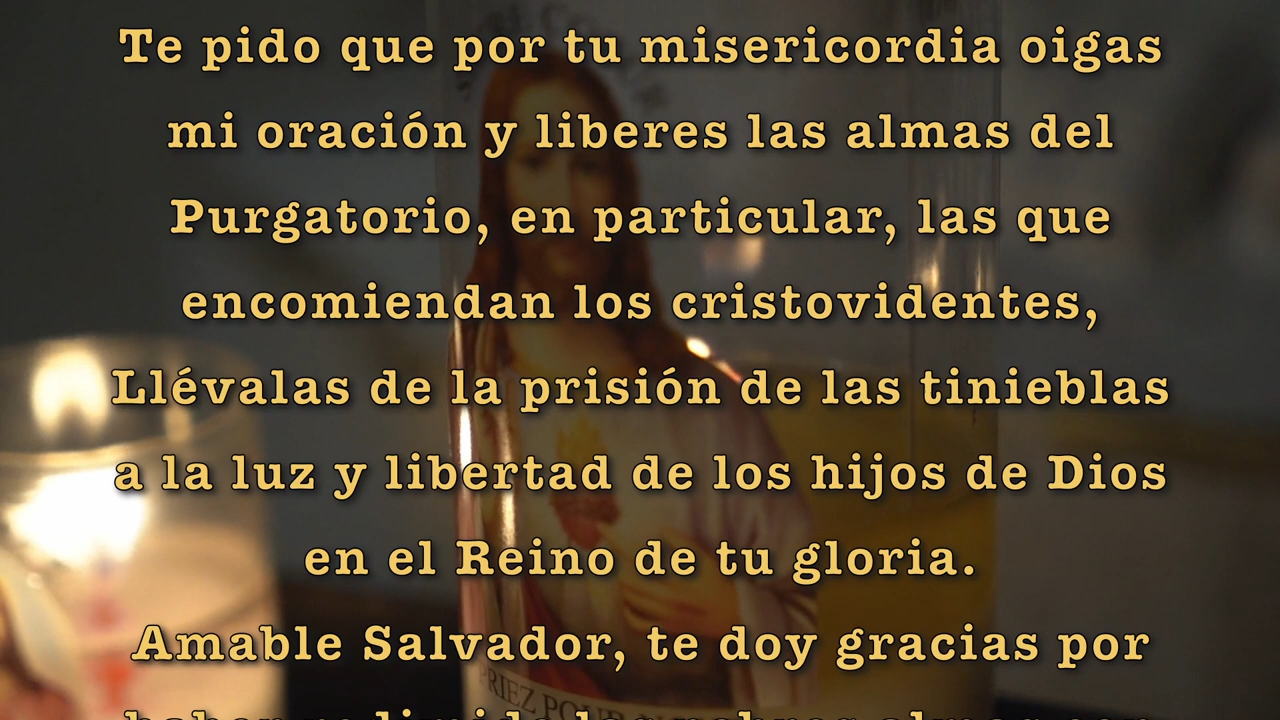 Te pido que por tu misericordia oigas
mi oración y liberes las almas del
Purgatorio, en particular, las que
encomiendan los cristovidentes,
Llévalas de la prisión de las tinieblas
a la luz y libertad de los hijos de Dios
en el Reino de tu gloria.
Amable Salvador, te doy gracias por
PRIEZ POUR